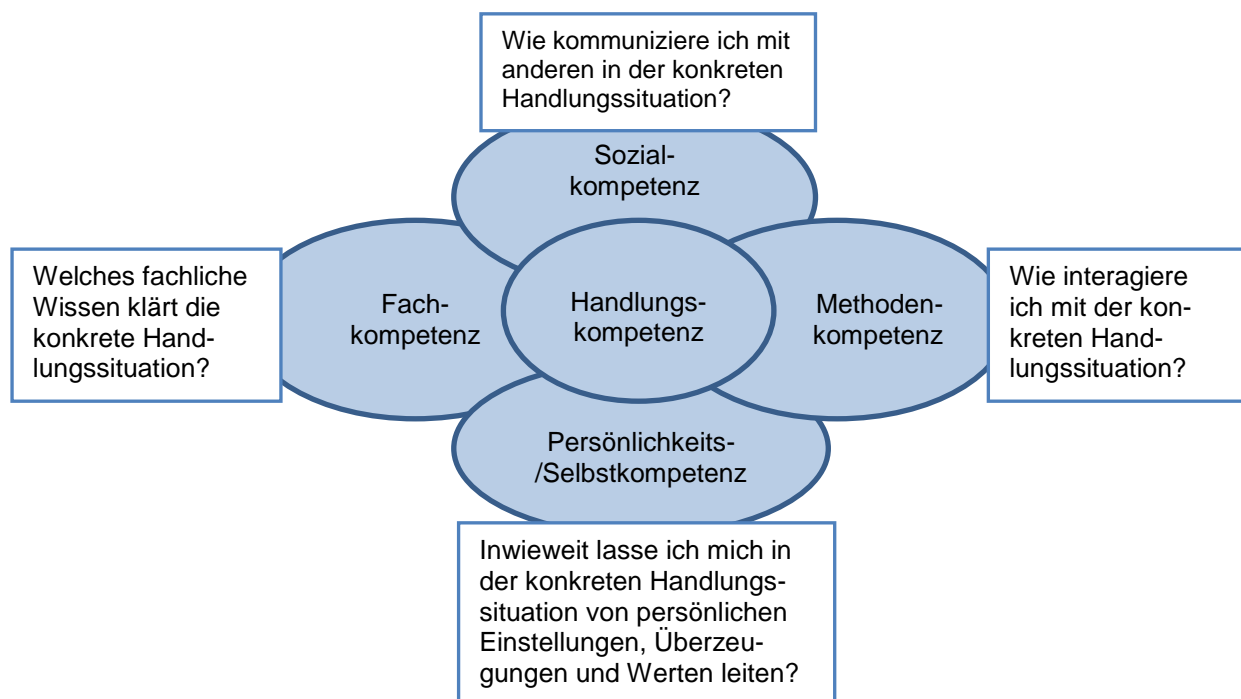 Wie kommuniziere ich mit
anderen in der konkreten
Handlungssituation?
Sozial-
kompetenz
Welches fachliche
Wissen klärt die
konkrete Hand-
lungssituation?
Fach-
kompetenz
Handlungs-
kompetenz
Methoden-
kompetenz
Wie interagiere
ich mit der kon-
kreten Hand-
lungssituation?
Persönlichkeits-
/Selbstkompetenz
Inwieweit lasse ich mich in
der konkreten Handlungs-
situation von persönlichen
Einstellungen, Überzeu-
gungen und Werten leiten?